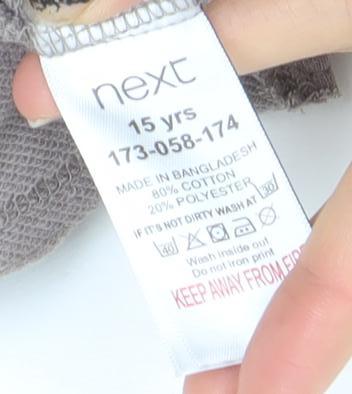 next
15 yrs
173-058-174
MADE IN BANGLADESH
80% COTTON
20% POLYESTER
IF IT'S NOT DIRTY WASH AT 30
40
Wash inside out
Do not iron print
KEEP AWAY FROM FIRE